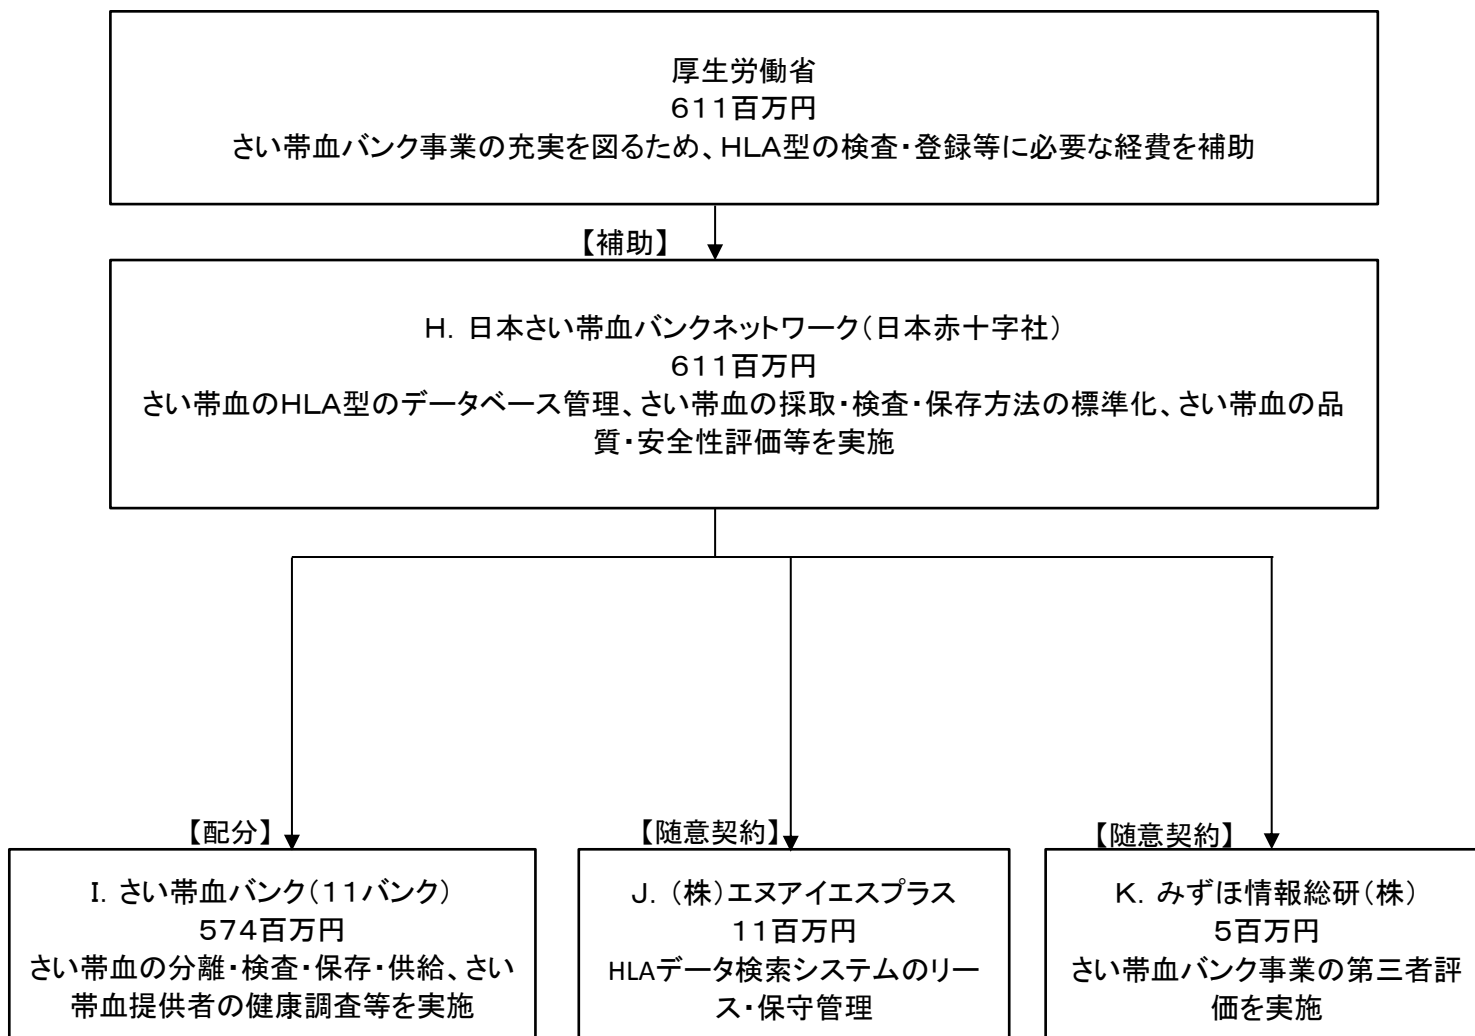 厚生労働省
611百万円
さい帯血バンク事業の充実を図るため、HLA型の検査・登録等に必要な経費を補助
【補助】
H. 日本さい帯血バンクネットワーク(日本赤十字社)
611百万円
さい帯血のHLA型のデータベース管理、さい帯血の採取・検査・保存方法の標準化、さい帯血の品
質・安全性評価等を実施
【配分】
I. さい帯血バンク(11バンク)
574百万円
さい帯血の分離・検査・保存・供給、さい
帯血提供者の健康調査等を実施
【随意契約】
J. (株)エヌアイエスプラス
11百万円
HLAデータ検索システムのリー
ス・保守管理
【随意契約】
K. みずほ情報総研(株)
5百万円
さい帯血バンク事業の第三者評
価を実施